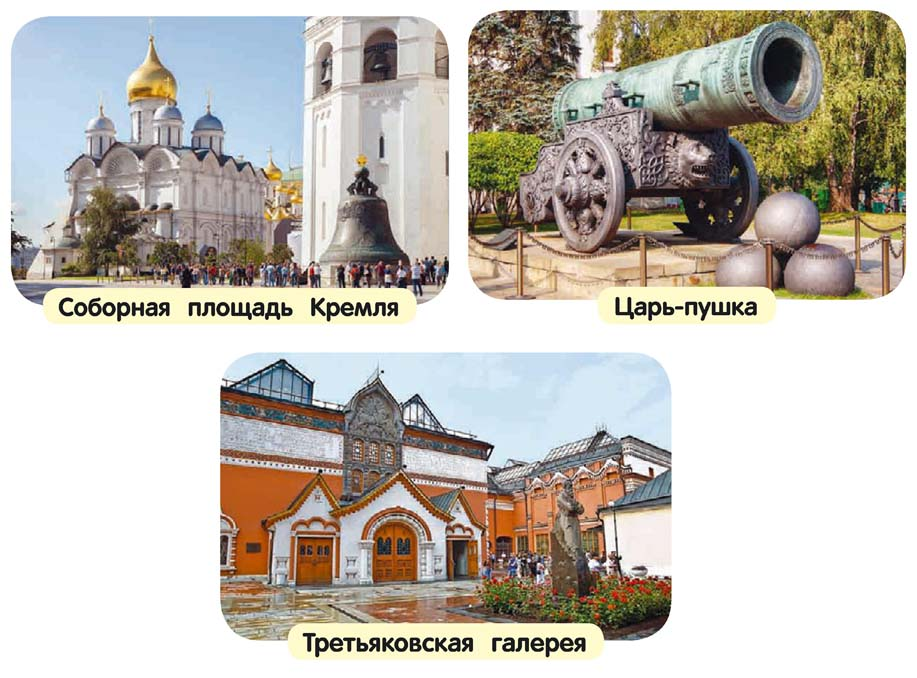 Соборная площадь Кремля
Царь-пушка
Третьяковская галерея